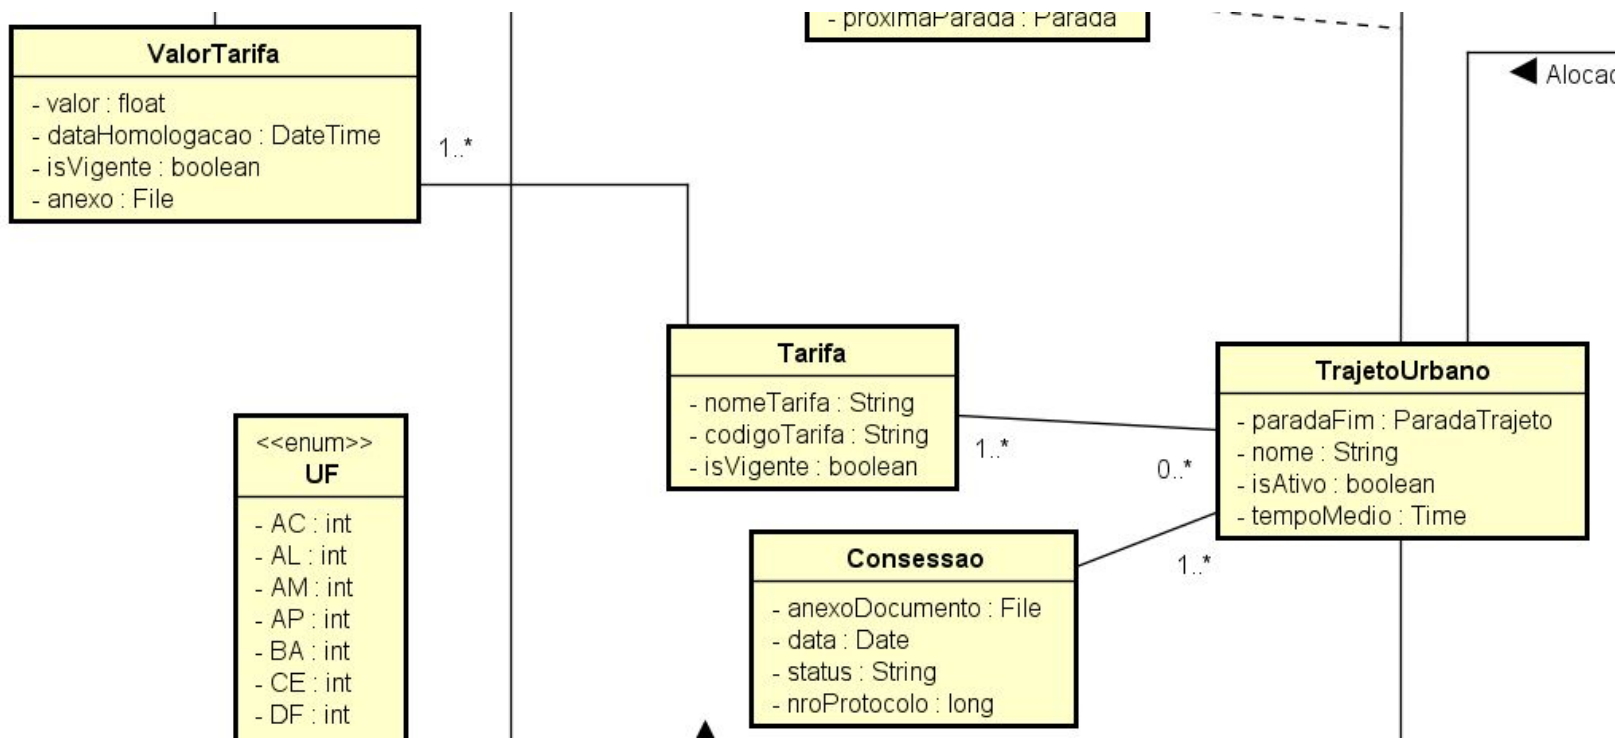 - proximaParada : Parada
ValorTarifa
- valor : float
- dataHomologacao : DateTime
- isVigente : boolean
- anexo : File
1..*
Tarifa
- nomeTarifa : String
- codigoTarifa : String
- isVigente : boolean
1..*
0..*
TrajetoUrbano
- paradaFim : ParadaTrajeto
- nome : String
- isAtivo : boolean
- tempoMedio : Time
1..*
Consessao
- anexoDocumento : File
- data : Date
- status : String
- nroProtocolo : long
<<enum>>
UF
- AC : int
- AL : int
- AM : int
- AP : int
- BA : int
- CE : int
- DF : int